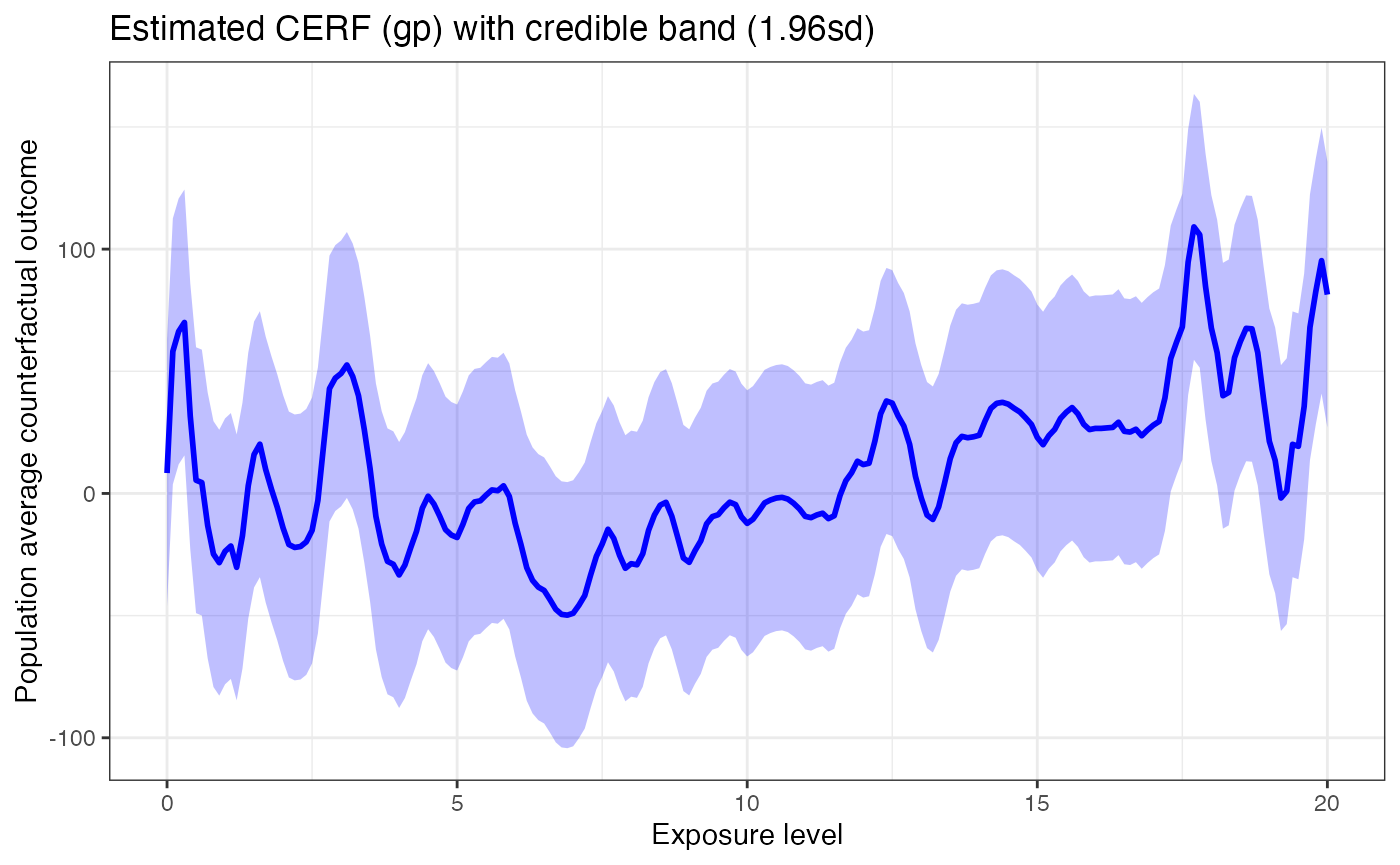 Estimated CERF (gp) with credible band (1.96sd)
Population average counterfactual outcome
100
0
-100
0 5 10 15 20
Exposure level